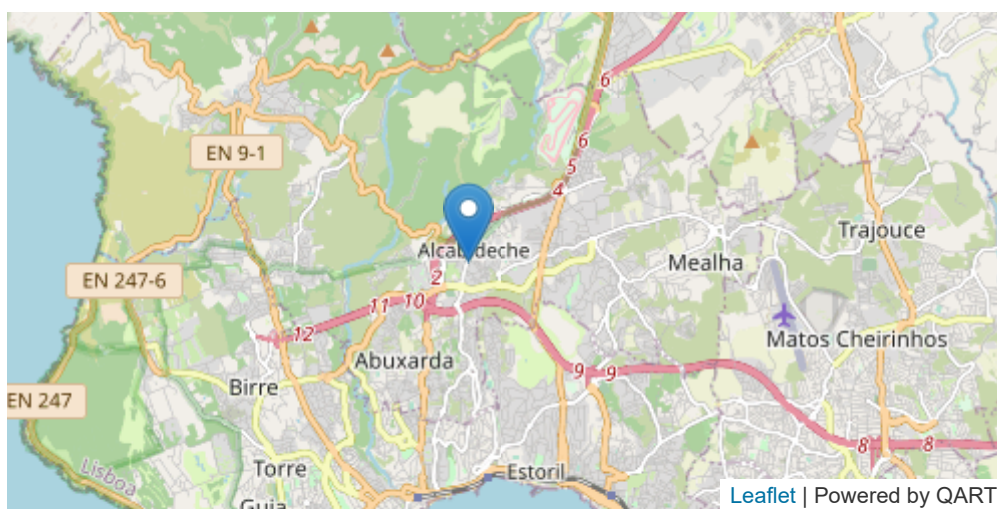 6
6
EN 9-1
5
4
Trajouce
Alcabideche
Mealha
EN 247-6
2
11
10
12
Matos Cheirinhos
Abuxarda
9
9
Birre
EN 247
8
8
Lisboa
Torre
Estoril
Guia
Leaflet | Powered by QART